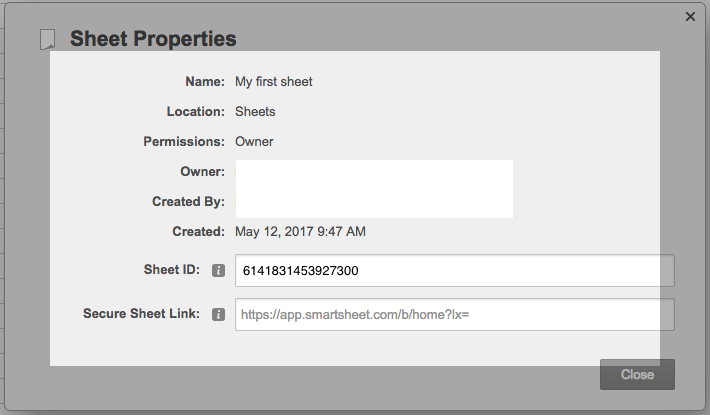 Sheet Properties
Name: My first sheet
Location: Sheets
Permissions: Owner
Owner:
Created By:
Created: May 12, 2017 9:47 AM
Sheet ID: i 6141831453927300
Secure Sheet Link: i https://app.smartsheet.com/b/home?lx=
Close